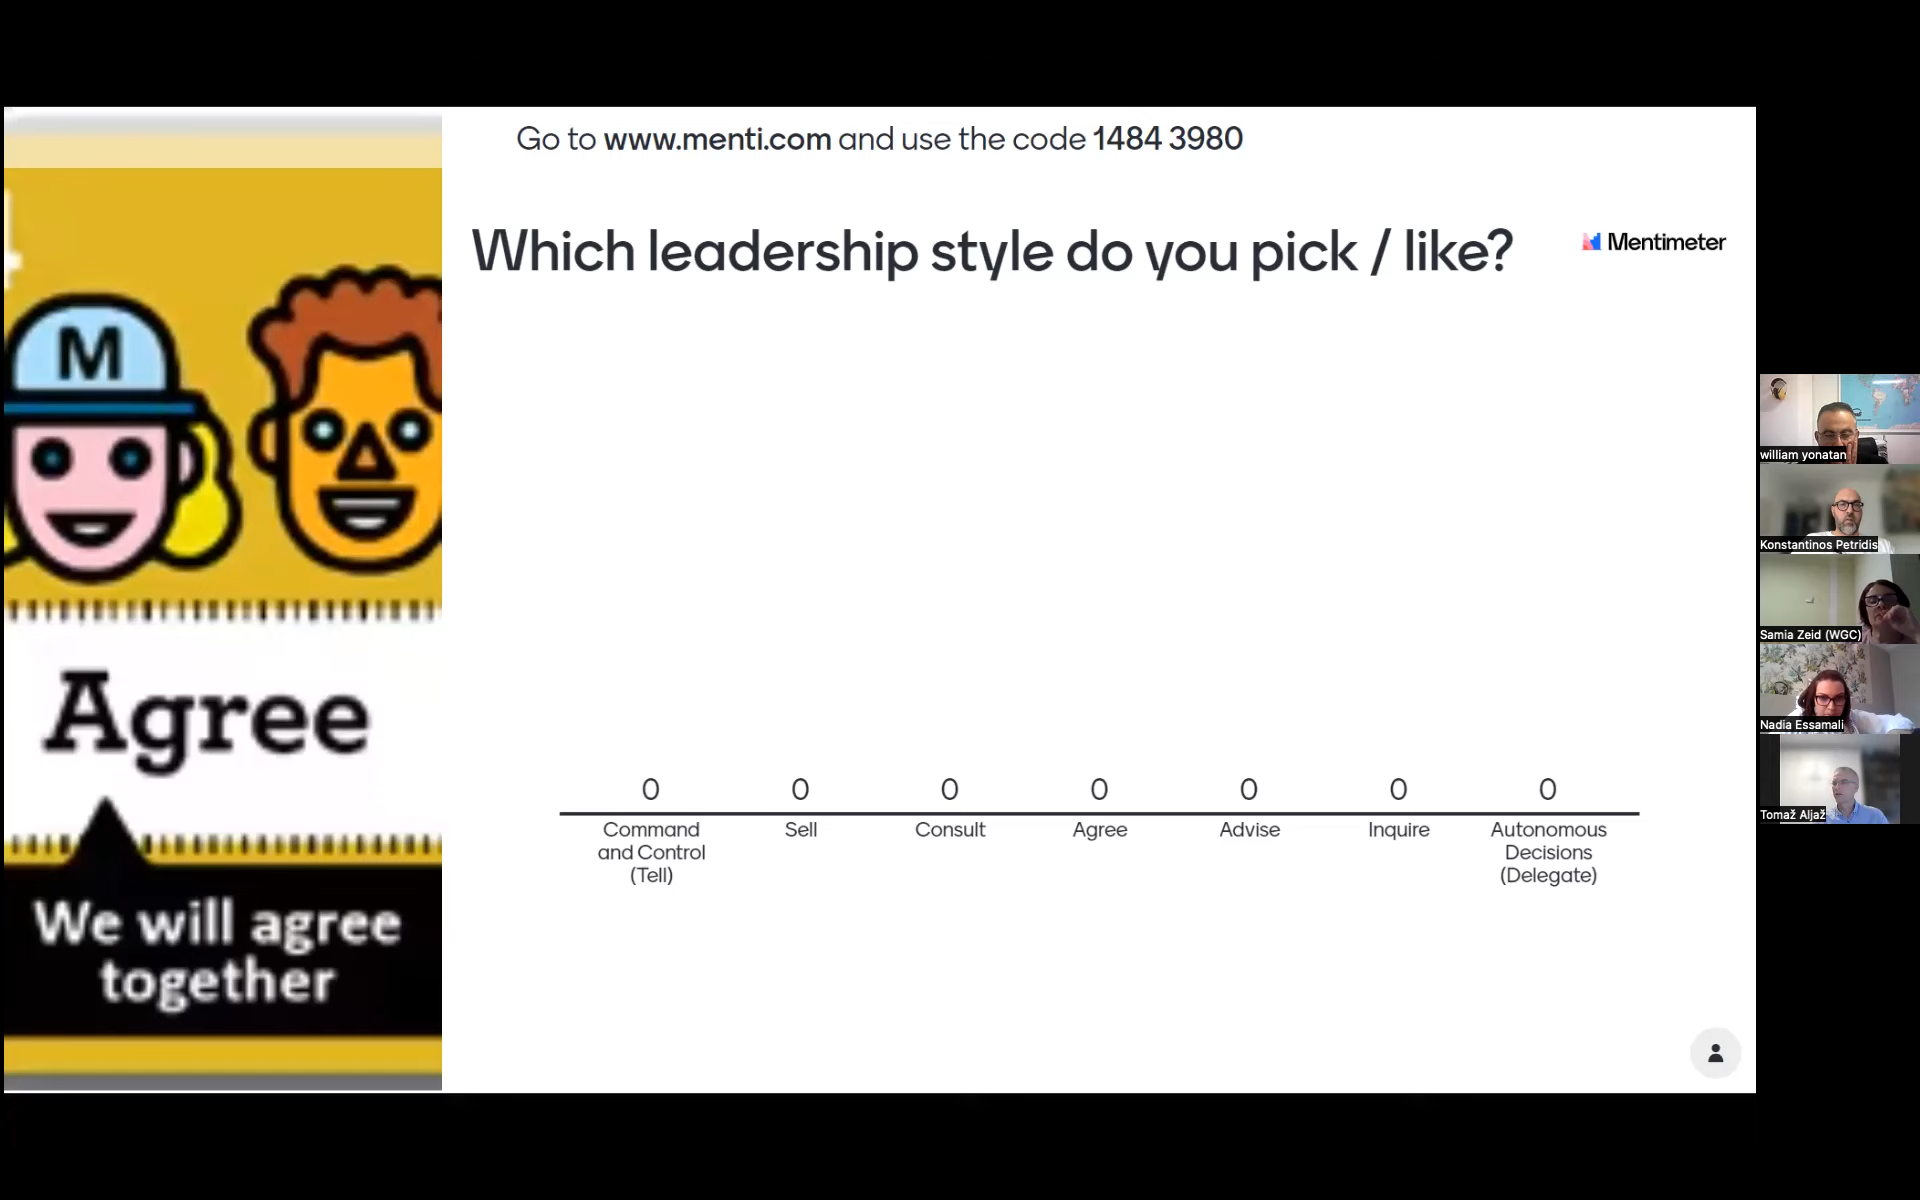 Go to www.menti.com and use the code 1484 3980
Which leadership style do you pick / like?
Mentimeter
M
Agree
We will agree
together
0 0 0 0 0 0 0
Command
and Control
(Tell)
Sell
Consult
Agree
Advise
Inquire
Autonomous
Decisions
(Delegate)
william yonatan
Konstantinos Petridis
Samia Zeid (WGC)
Nadia Essamali
Tomaž Aljaž